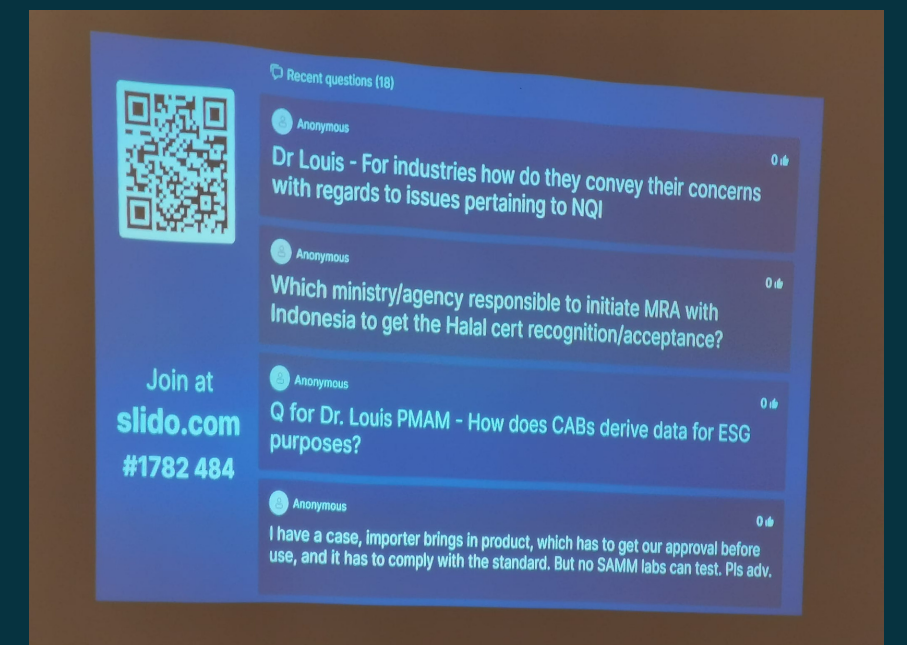 Recent questions (18)
Anonymous
0
Dr Louis - For industries how do they convey their concerns
with regards to issues pertaining to NQI
Anonymous
0
Which ministry/agency responsible to initiate MRA with
Indonesia to get the Halal cert recognition/acceptance?
Anonymous
0
Q for Dr. Louis PMAM - How does CABs derive data for ESG
purposes?
Anonymous
0
I have a case, importer brings in product, which has to get our approval before
use, and it has to comply with the standard. But no SAMM labs can test. Pls adv.
Join at
slido.com
#1782 484